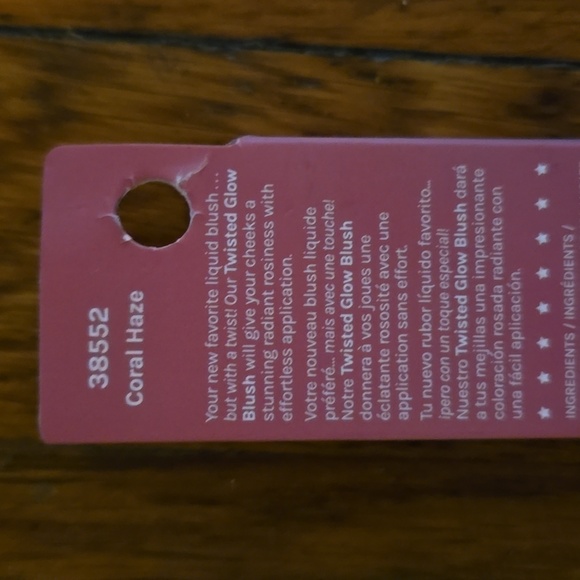 38552
Coral Haze
Your new favorite liquid blush...
but with a twist! Our Twisted Glow
Blush will give your cheeks a
stunning radiant rosiness with
effortless application.
Votre nouveau blush liquide
préféré... mais avec une touche!
Notre Twisted Glow Blush
donnera à vos joues une
éclatante rososité avec une
application sans effort.
Tu nuevo rubor líquido favorito...
¡pero con un toque especial!
Nuestro Twisted Glow Blush dará
a tus mejillas una impresionante
coloración rosada radiante con
una fácil aplicación.
INGREDIENTS / INGRÉDIENTS /